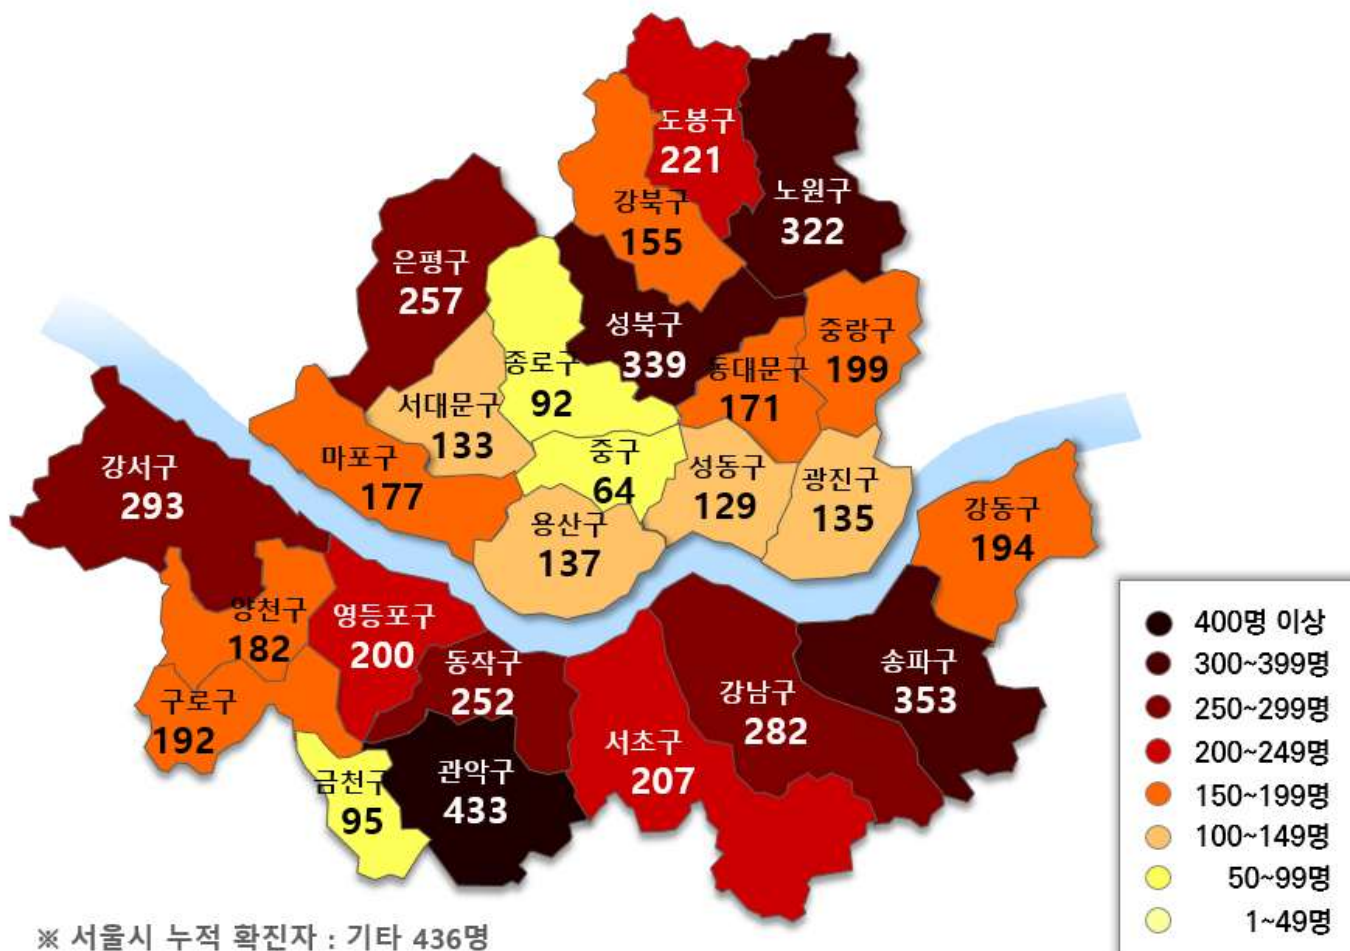 도봉구
221
노원구
322
강북구
155
은평구
257
성북구
339
중랑구
199
종로구
92
동대문구
171
서대문구
133
마포구
177
중구
64
성동구
129
광진구
135
강서구
293
강동구
194
용산구
137
양천구
182
영등포구
200
동작구
252
송파구
353
강남구
282
구로구
192
서초구
207
관악구
433
금천구
95
400명 이상
300~399명
250~299명
200~249명
150~199명
100~149명
50~99명
1~49명
※ 서울시 누적 확진자 : 기타 436명